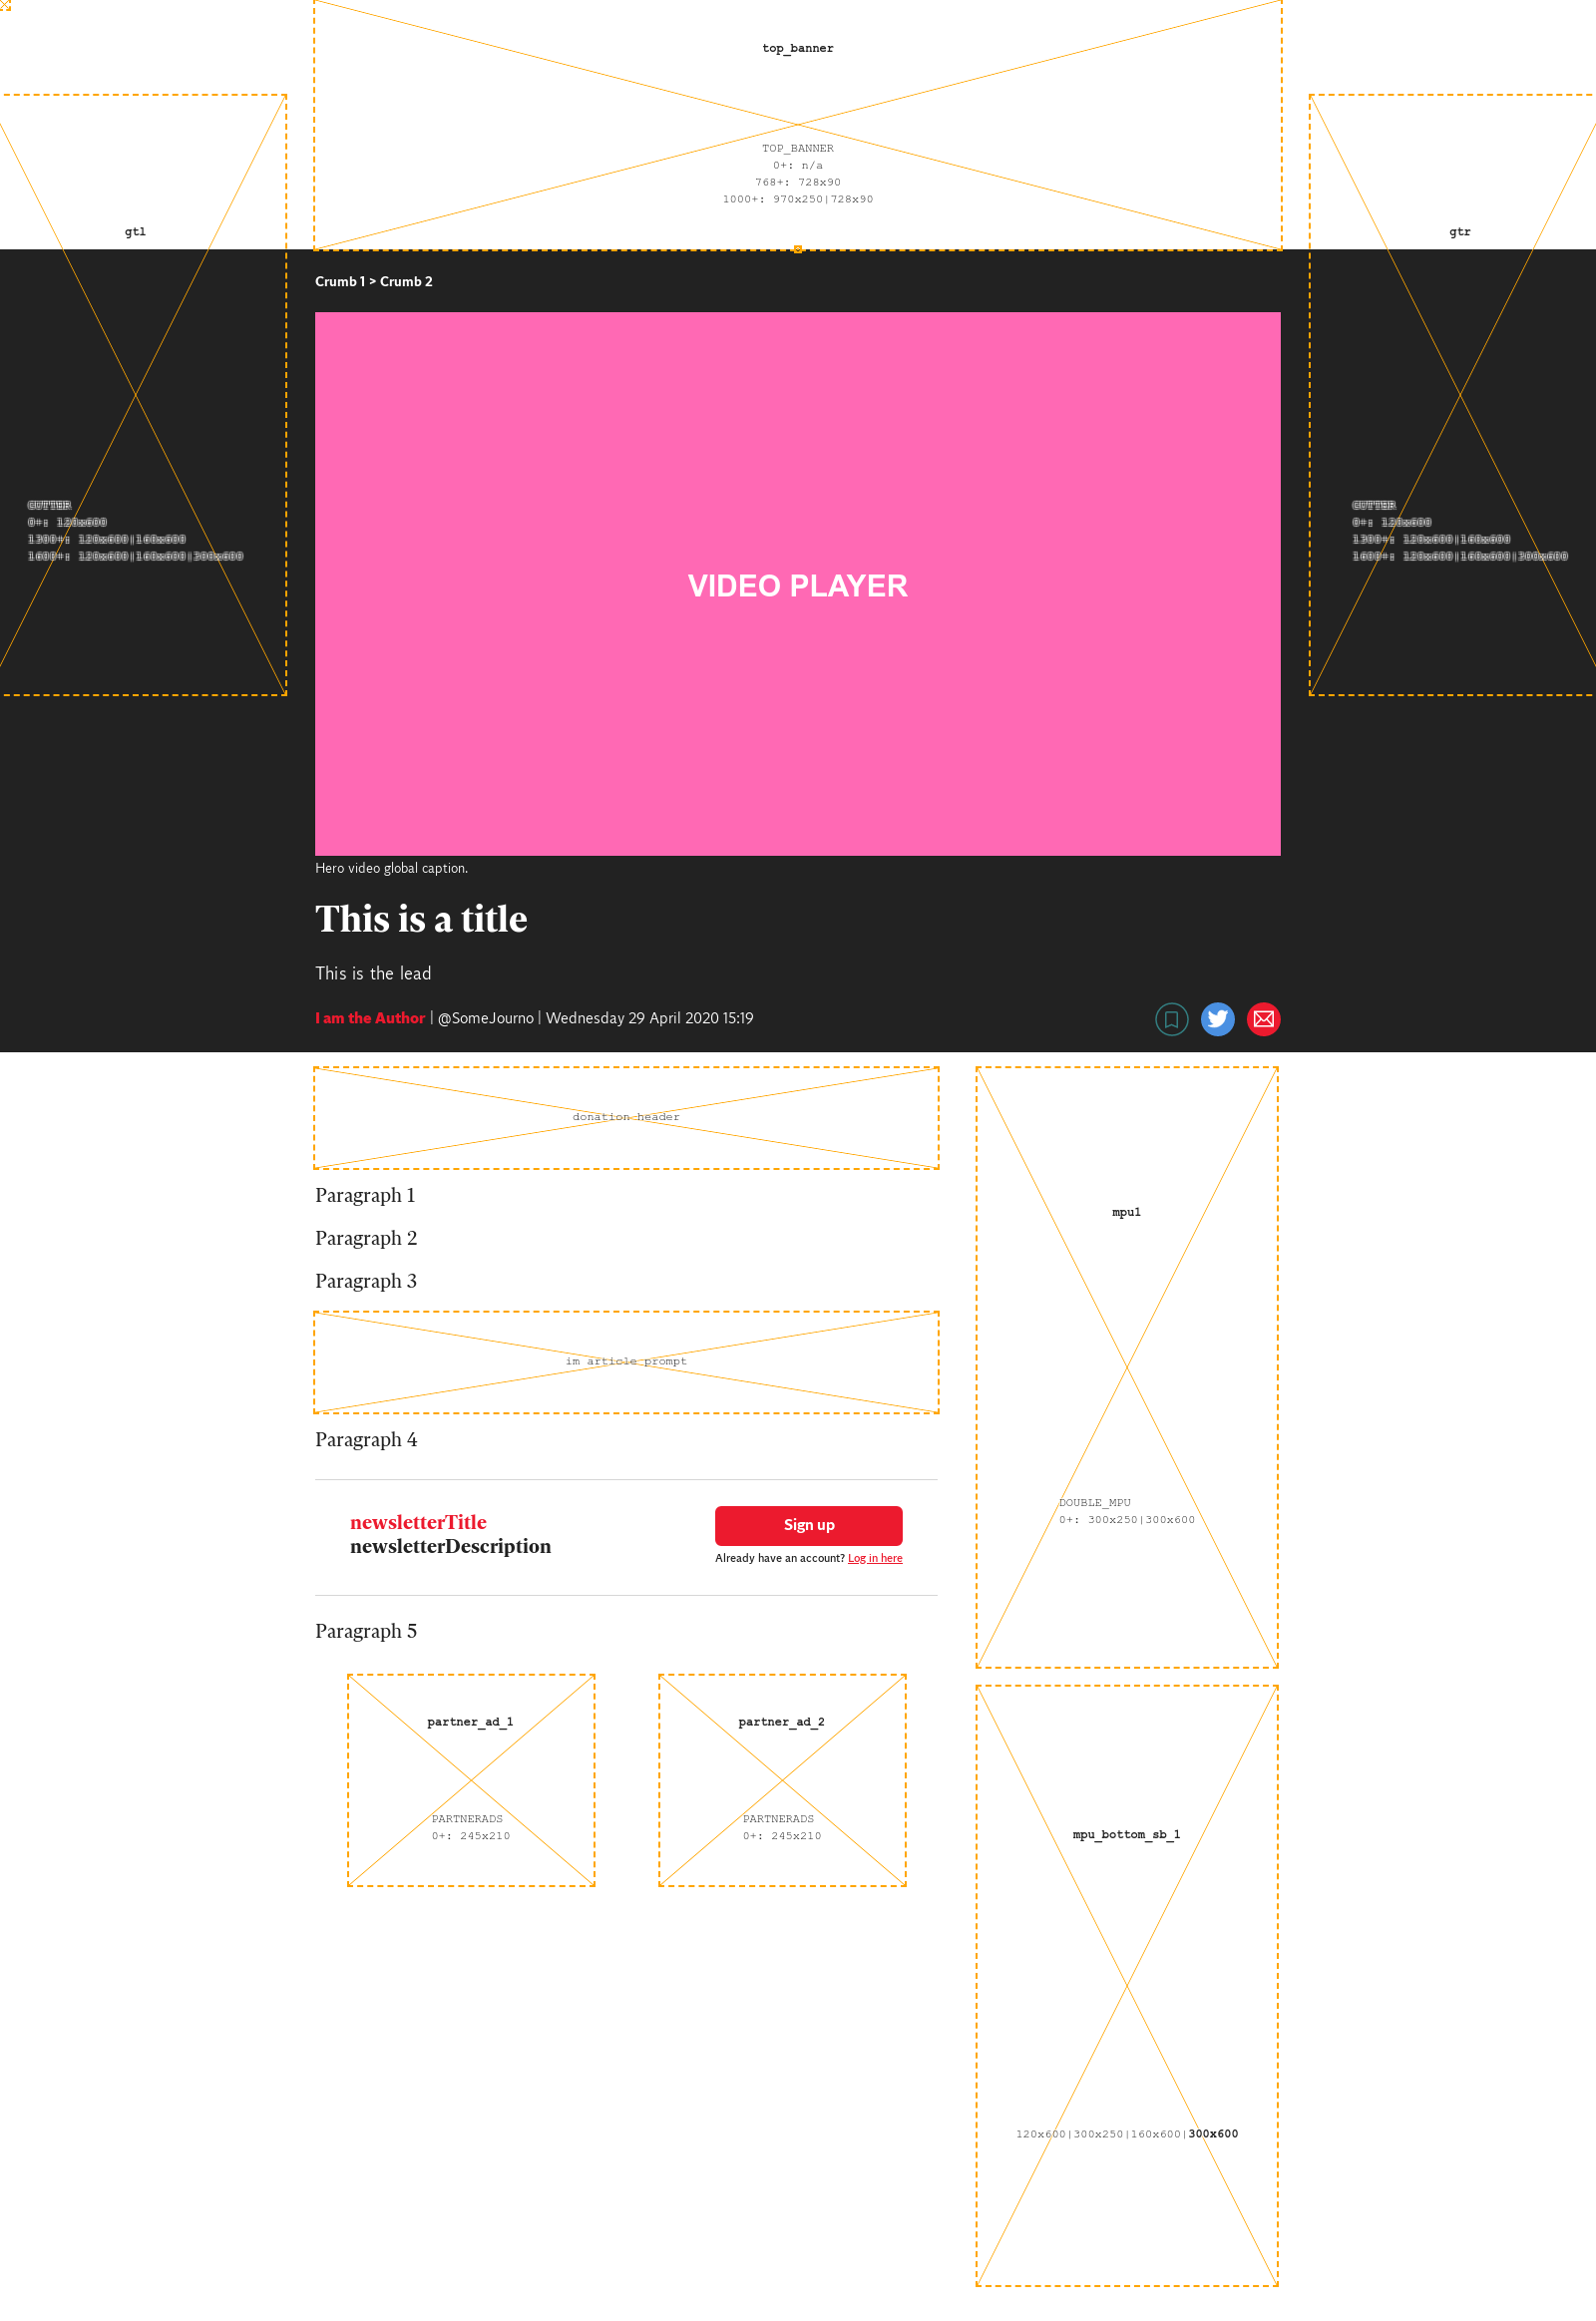 top_banner
TOP_BANNER
0+: n/a
768+: 728x90
1000+: 970x250|728x90
gtl
GUTTER
0+: 120x600
1300+: 120x600|160x600
1600+: 120x600|160x600|300x600
gtr
GUTTER
0+: 120x600
1300+: 120x600|160x600
1600+: 120x600|160x600|300x600
Crumb 1 > Crumb 2
VIDEO PLAYER
Hero video global caption.
This is a title
This is the lead
I am the Author | @SomeJourno | Wednesday 29 April 2020 15:19
donation header
Paragraph 1
Paragraph 2
Paragraph 3
im article prompt
Paragraph 4
newsletterTitle
newsletterDescription
Sign up
Already have an account? Log in here
Paragraph 5
partner_ad_1
PARTNERADS
0+: 245x210
partner_ad_2
PARTNERADS
0+: 245x210
mpu1
DOUBLE_MPU
0+: 300x250|300x600
mpu_bottom_sb_1
120x600|300x250|160x600|300x600